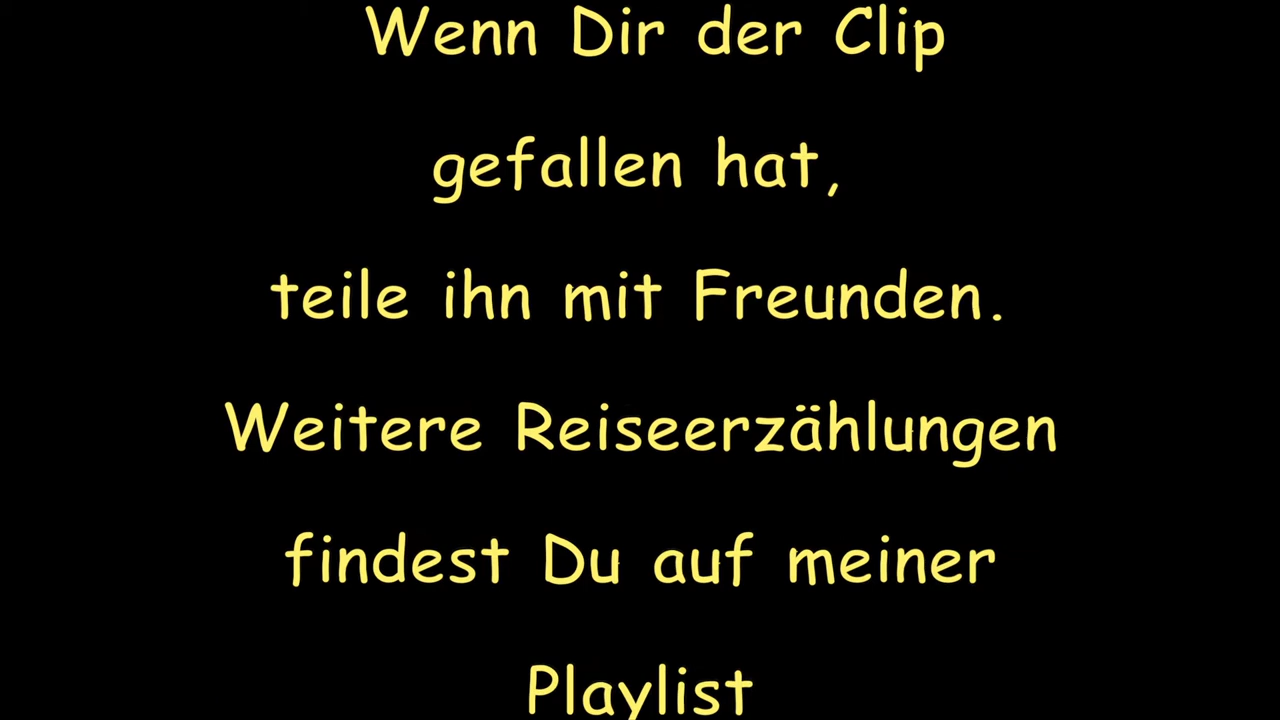 Wenn Dir der Clip
gefallen hat,
teile ihn mit Freunden.
Weitere Reiseerzählungen
findest Du auf meiner
Playlist